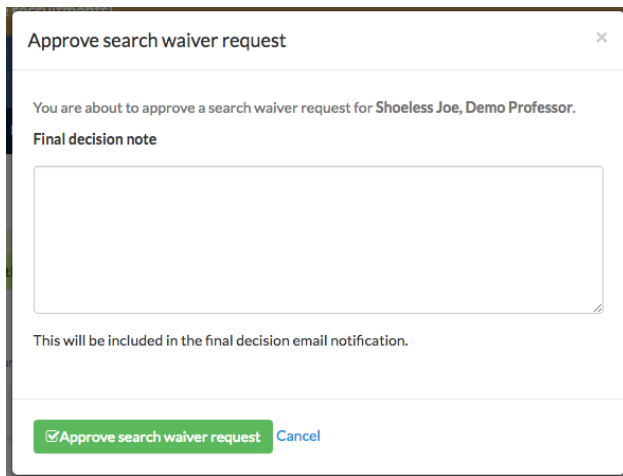 Approve search waiver request
×
You are about to approve a search waiver request for Shoeless Joe, Demo Professor.
Final decision note
This will be included in the final decision email notification.
Approve search waiver request Cancel